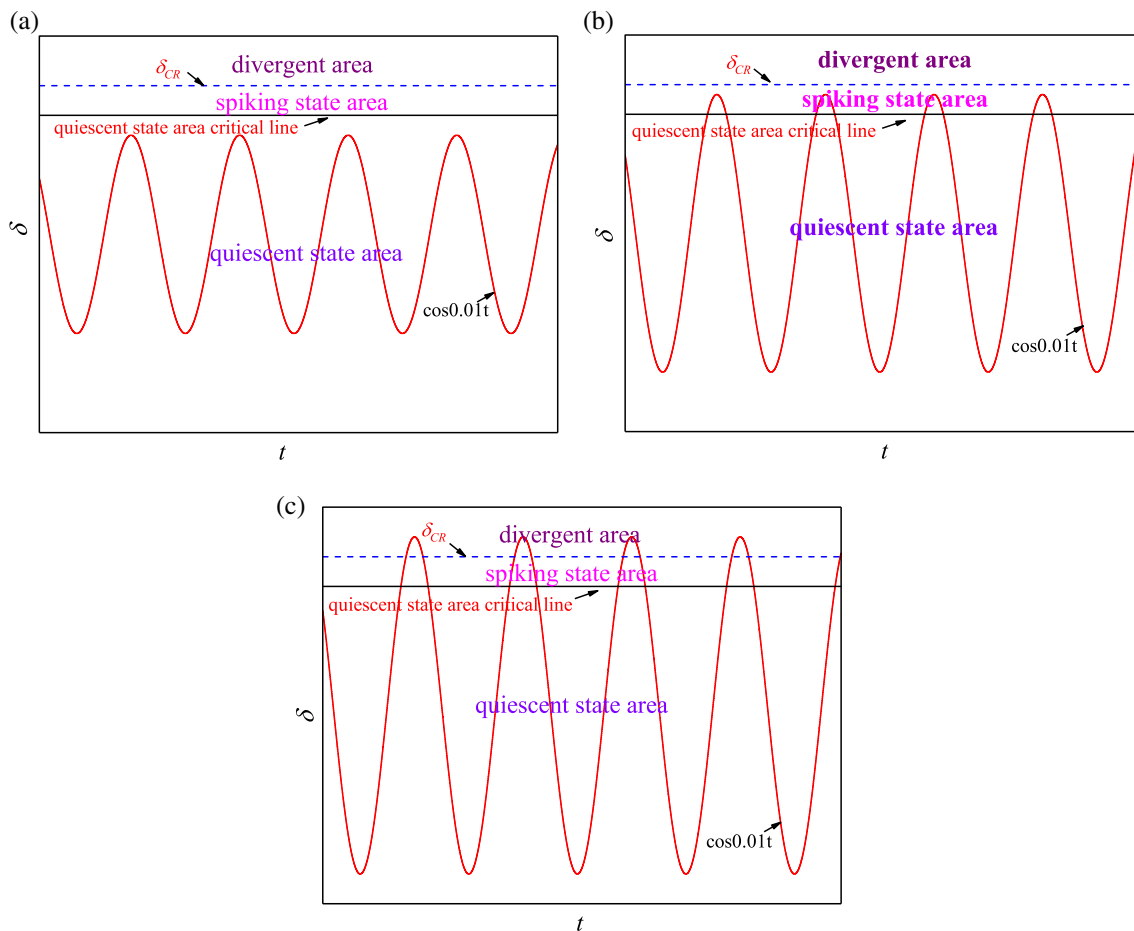 (a)
divergent area
δCR
spiking state area
quiescent state area critical line
quiescent state area
cos0.01t
δ
t
(b)
divergent area
δCR
spiking state area
quiescent state area critical line
quiescent state area
cos0.01t
δ
t
(c)
divergent area
δCR
spiking state area
quiescent state area critical line
quiescent state area
cos0.01t
δ
t